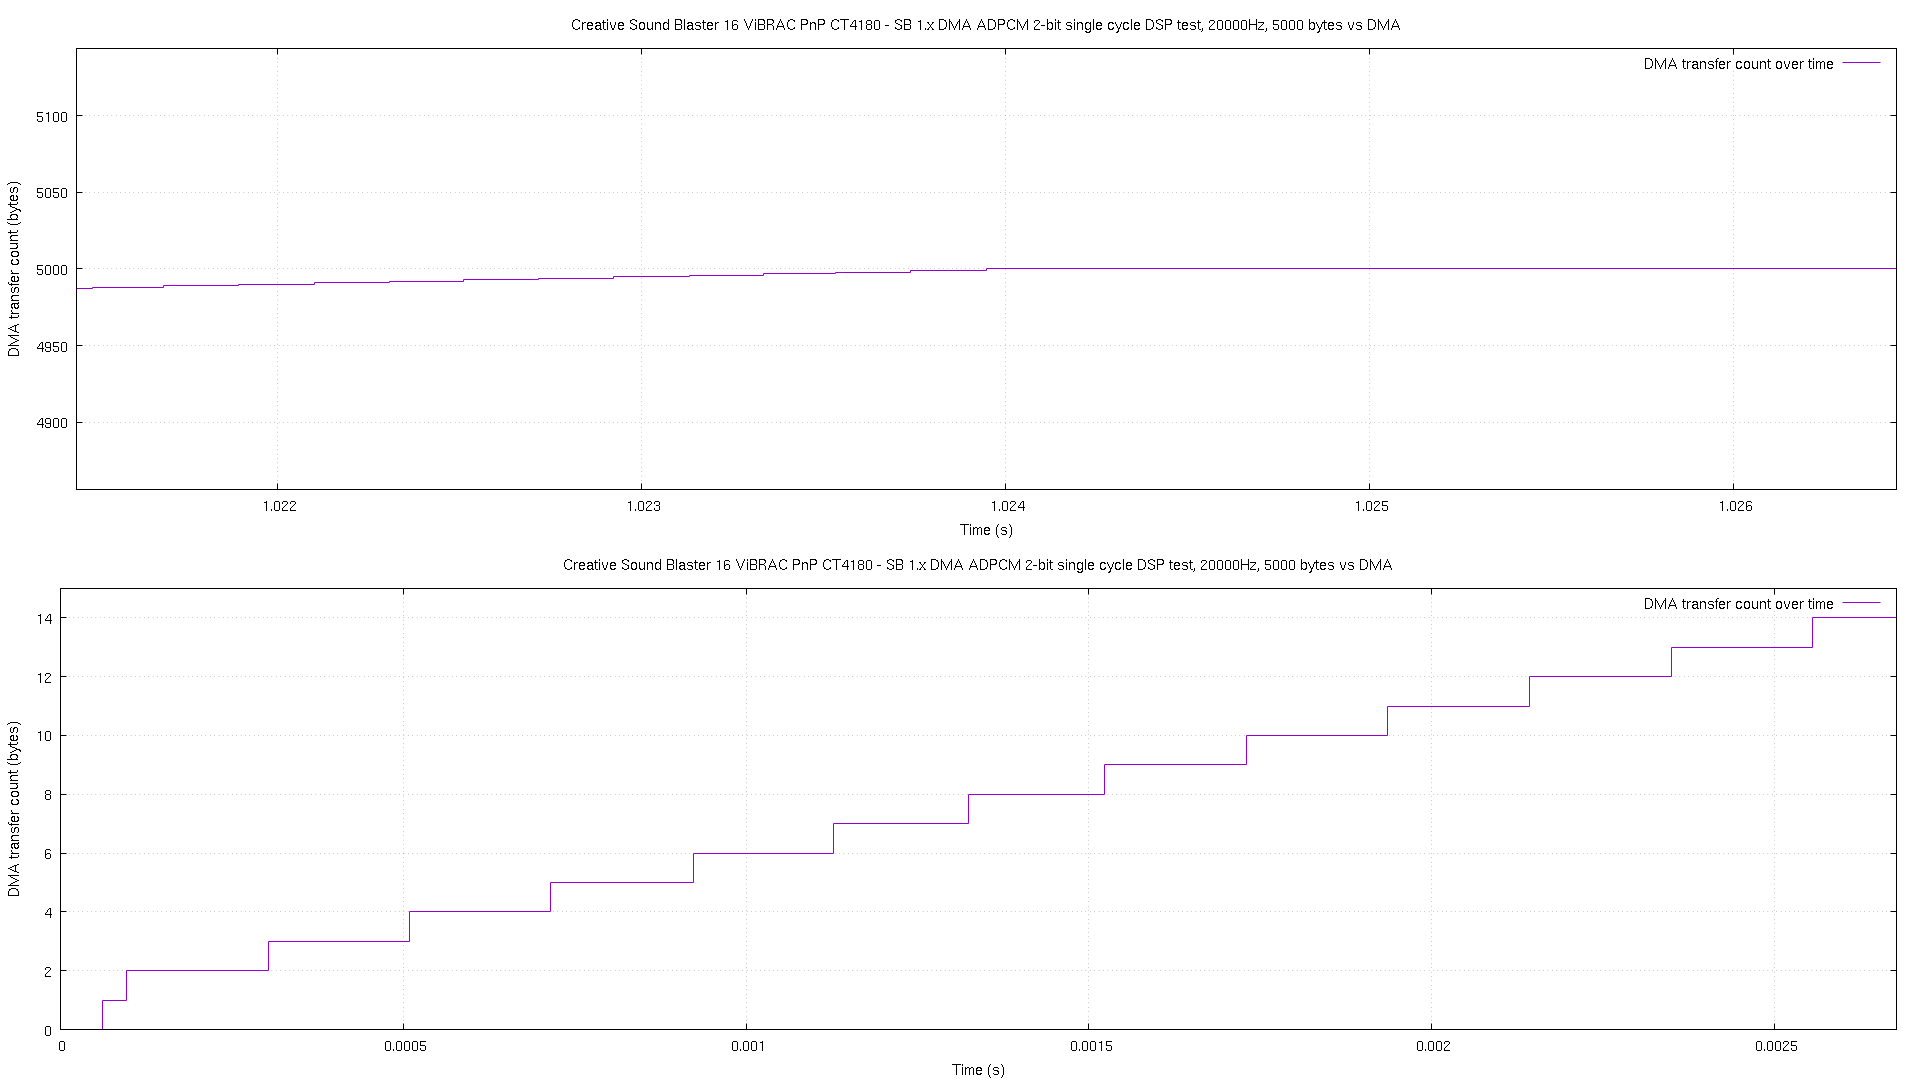 Creative Sound Blaster 16 ViBRAC PnP CT4180 - SB 1.x DMA ADPCM 2-bit single cycle DSP test, 20000Hz, 5000 bytes vs DMA
DMA transfer count over time
5100
5050
5000
4950
4900
DMA transfer count (bytes)
1.022 1.023 1.024 1.025 1.026
Time (s)
Creative Sound Blaster 16 ViBRAC PnP CT4180 - SB 1.x DMA ADPCM 2-bit single cycle DSP test, 20000Hz, 5000 bytes vs DMA
DMA transfer count over time
14
12
10
8
6
4
2
0
DMA transfer count (bytes)
0 0.0005 0.001 0.0015 0.002 0.0025
Time (s)